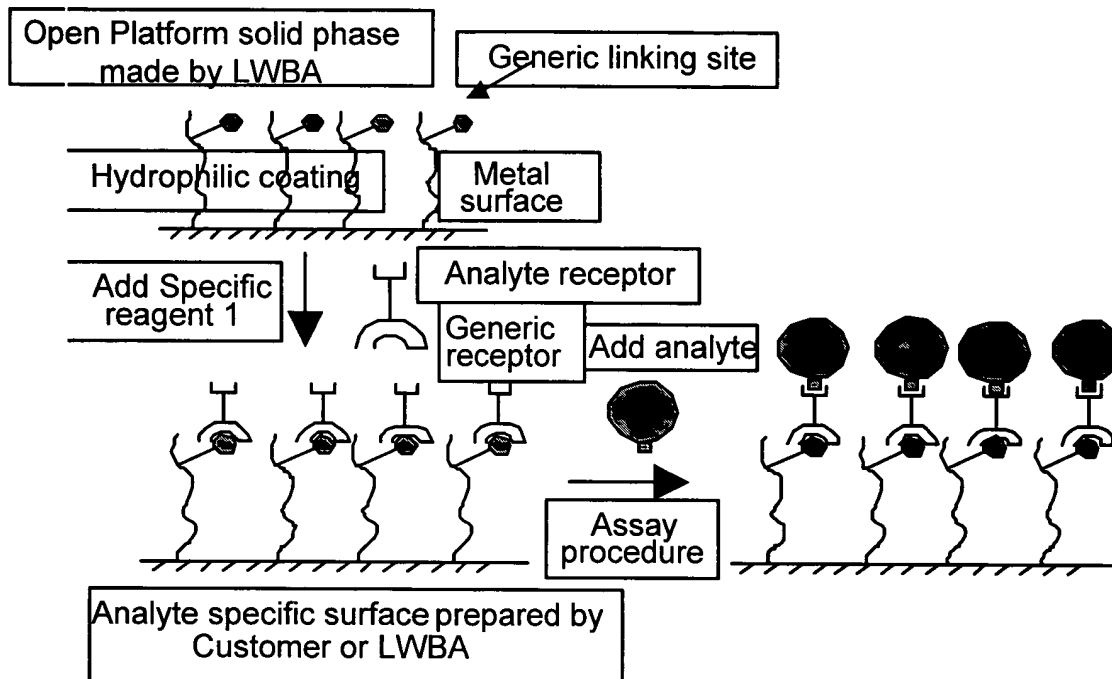 Open Platform solid phase
made by LWBA
Generic linking site
Hydrophilic coating
Metal
surface
Add Specific
reagent 1
Analyte receptor
Generic
receptor
Add analyte
Assay
procedure
Analyte specific surface prepared by
Customer or LWBA